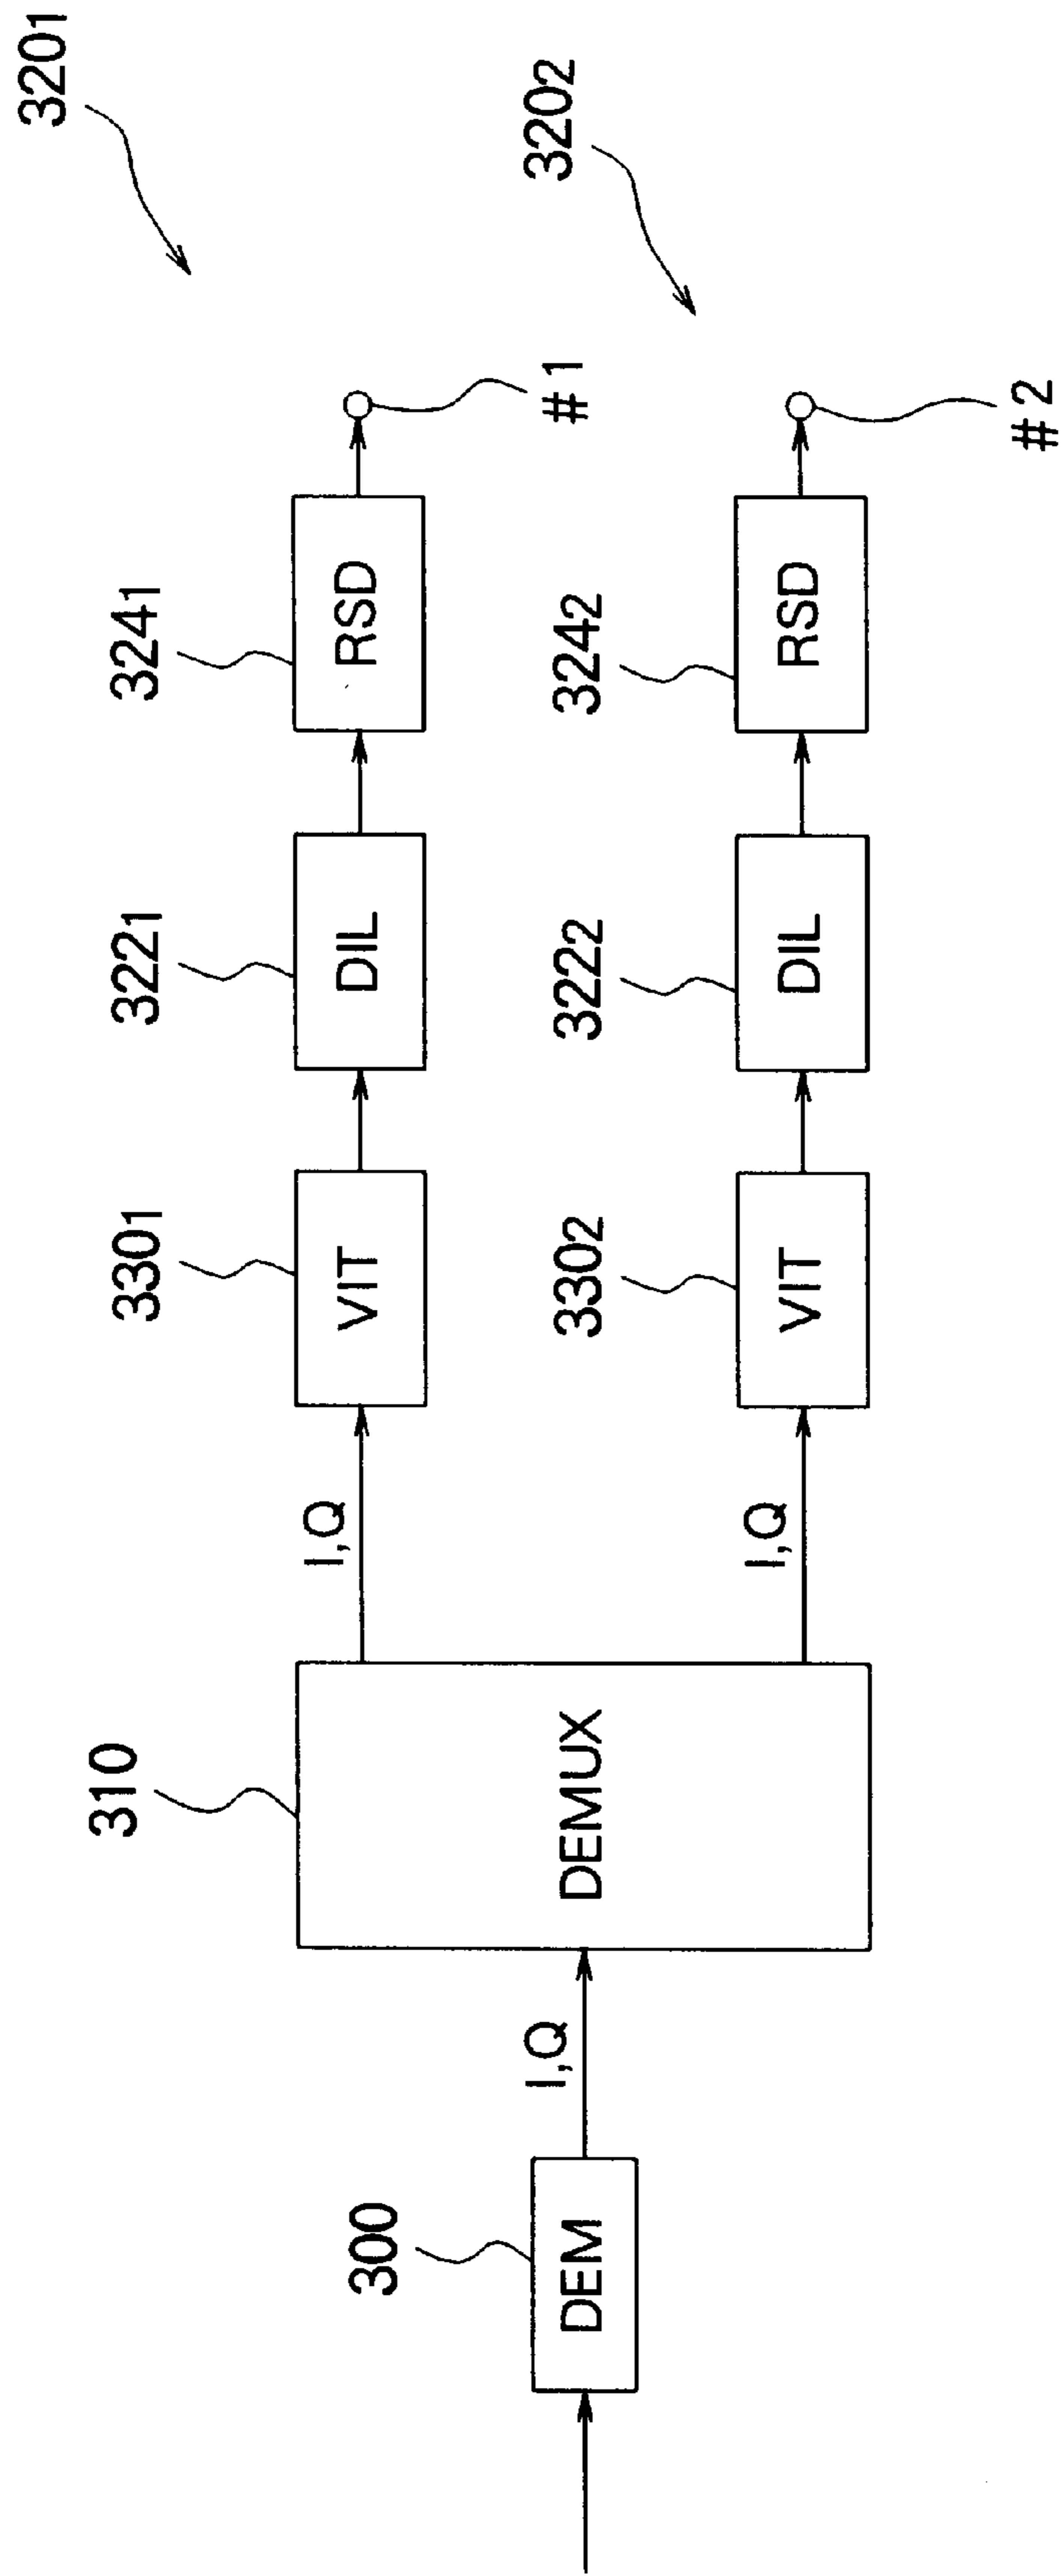 320₁
330₁
322₁
324₁
310
I,Q
VIT
DIL
RSD
#1
320₂
300
I,Q
DEMUX
330₂
322₂
324₂
DEM
I,Q
VIT
DIL
RSD
#2